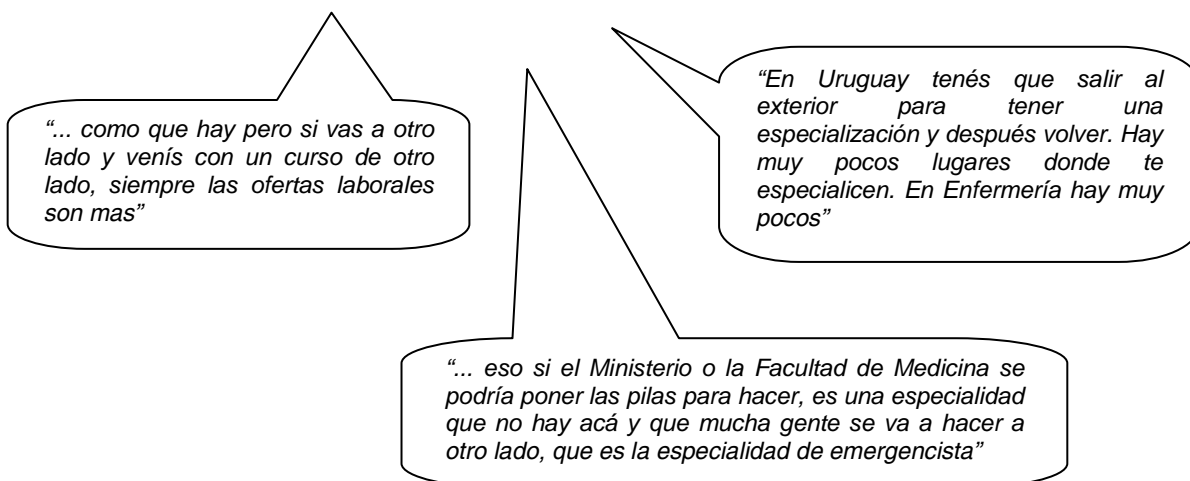 “... como que hay pero si vas a otro
lado y venís con un curso de otro
lado, siempre las ofertas laborales
son mas”
“En Uruguay tenés que salir al
exterior para tener una
especialización y después volver. Hay
muy pocos lugares donde te
especialicen. En Enfermería hay muy
pocos”
“... eso si el Ministerio o la Facultad de Medicina se
podría poner las pilas para hacer, es una especialidad
que no hay acá y que mucha gente se va a hacer a
otro lado, que es la especialidad de emergencista”